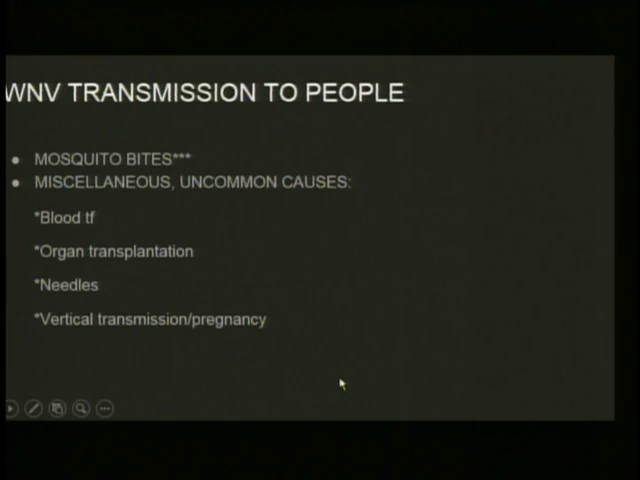 WNV TRANSMISSION TO PEOPLE
● MOSQUITO BITES***
● MISCELLANEOUS, UNCOMMON CAUSES:
*Blood tf
*Organ transplantation
*Needles
*Vertical transmission/pregnancy